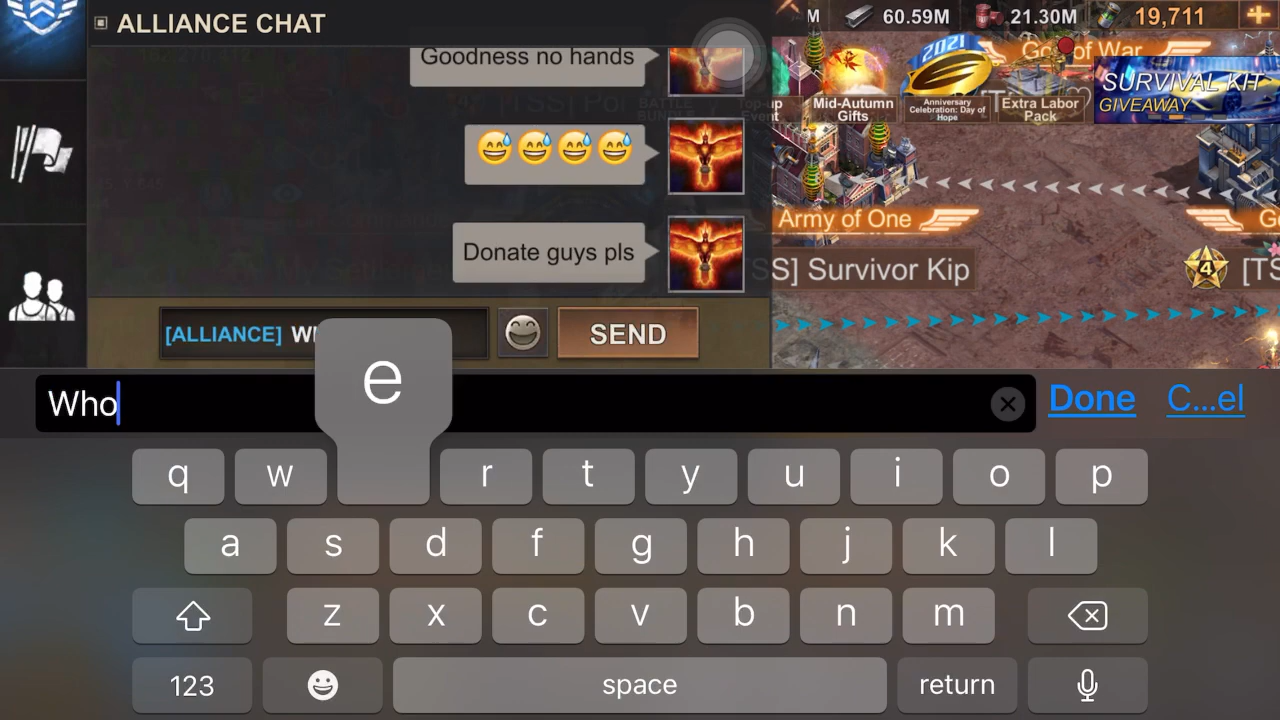 ALLIANCE CHAT
Goodness no hands
Donate guys pls
[ALLIANCE]
SEND
M
60.59M
21.30M
19,711
2021
God of War
Mid-Autumn
Gifts
Anniversary
Celebration: Day of
Hope
Extra Labor
Pack
SURVIVAL KIT
GIVEAWAY
Army of One
S] Survivor Kip
4
[TS
Who
Done
C...el
e
q w r t y u i o p
a s d f g h j k l
z x c v b n m
123
space
return